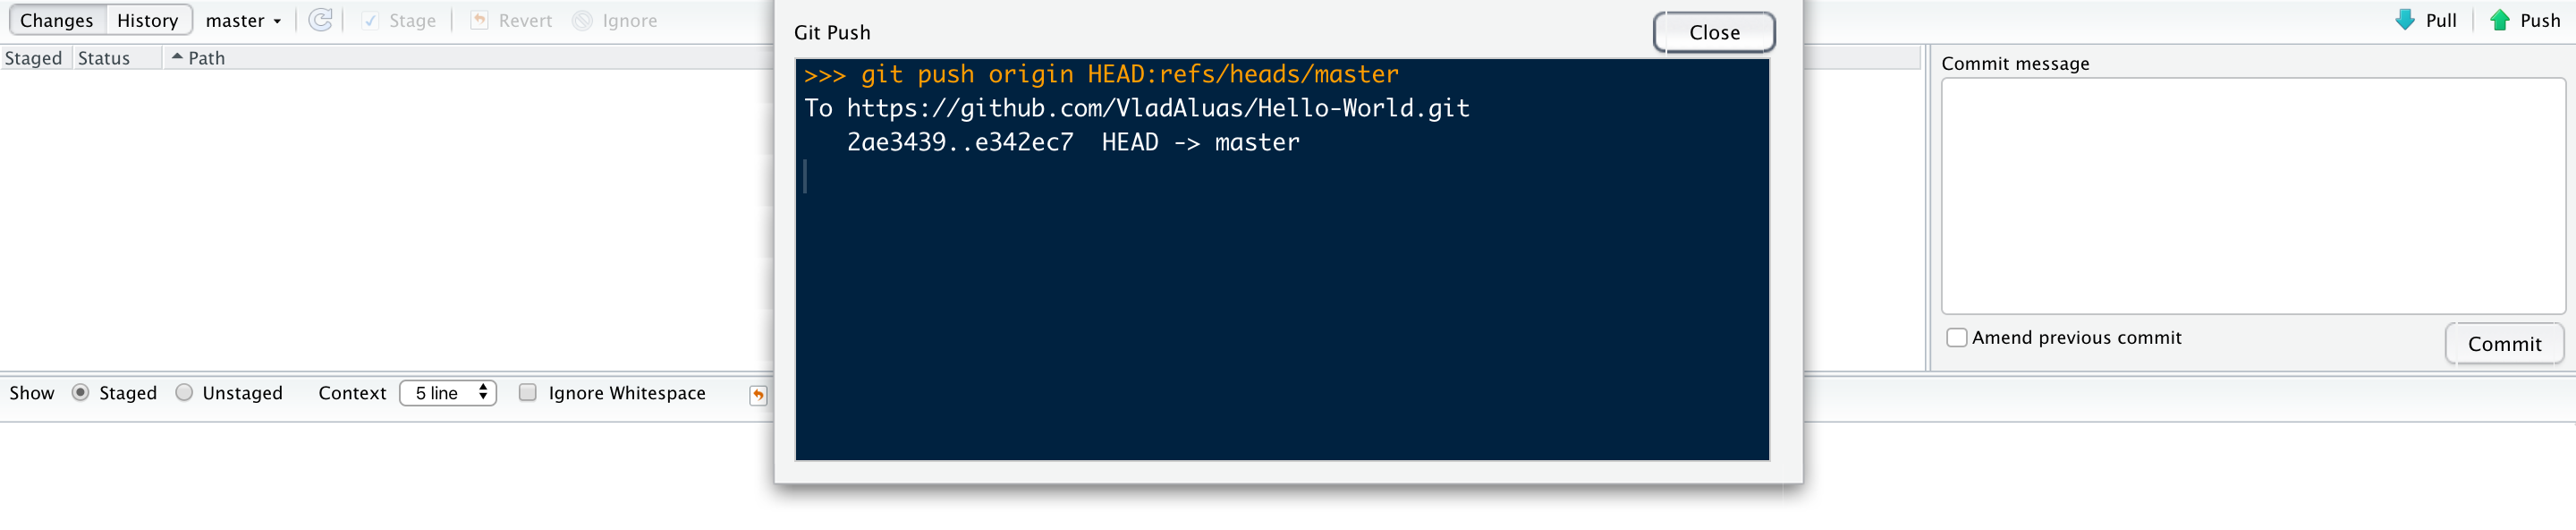 Changes History master Stage Revert Ignore
Staged Status Path
Git Push Close
>>> git push origin HEAD:refs/heads/master
To https://github.com/VladAluas/Hello-World.git
   2ae3439..e342ec7  HEAD -> master
Pull Push
Commit message
Amend previous commit
Commit
Show Staged Unstaged Context 5 line Ignore Whitespace